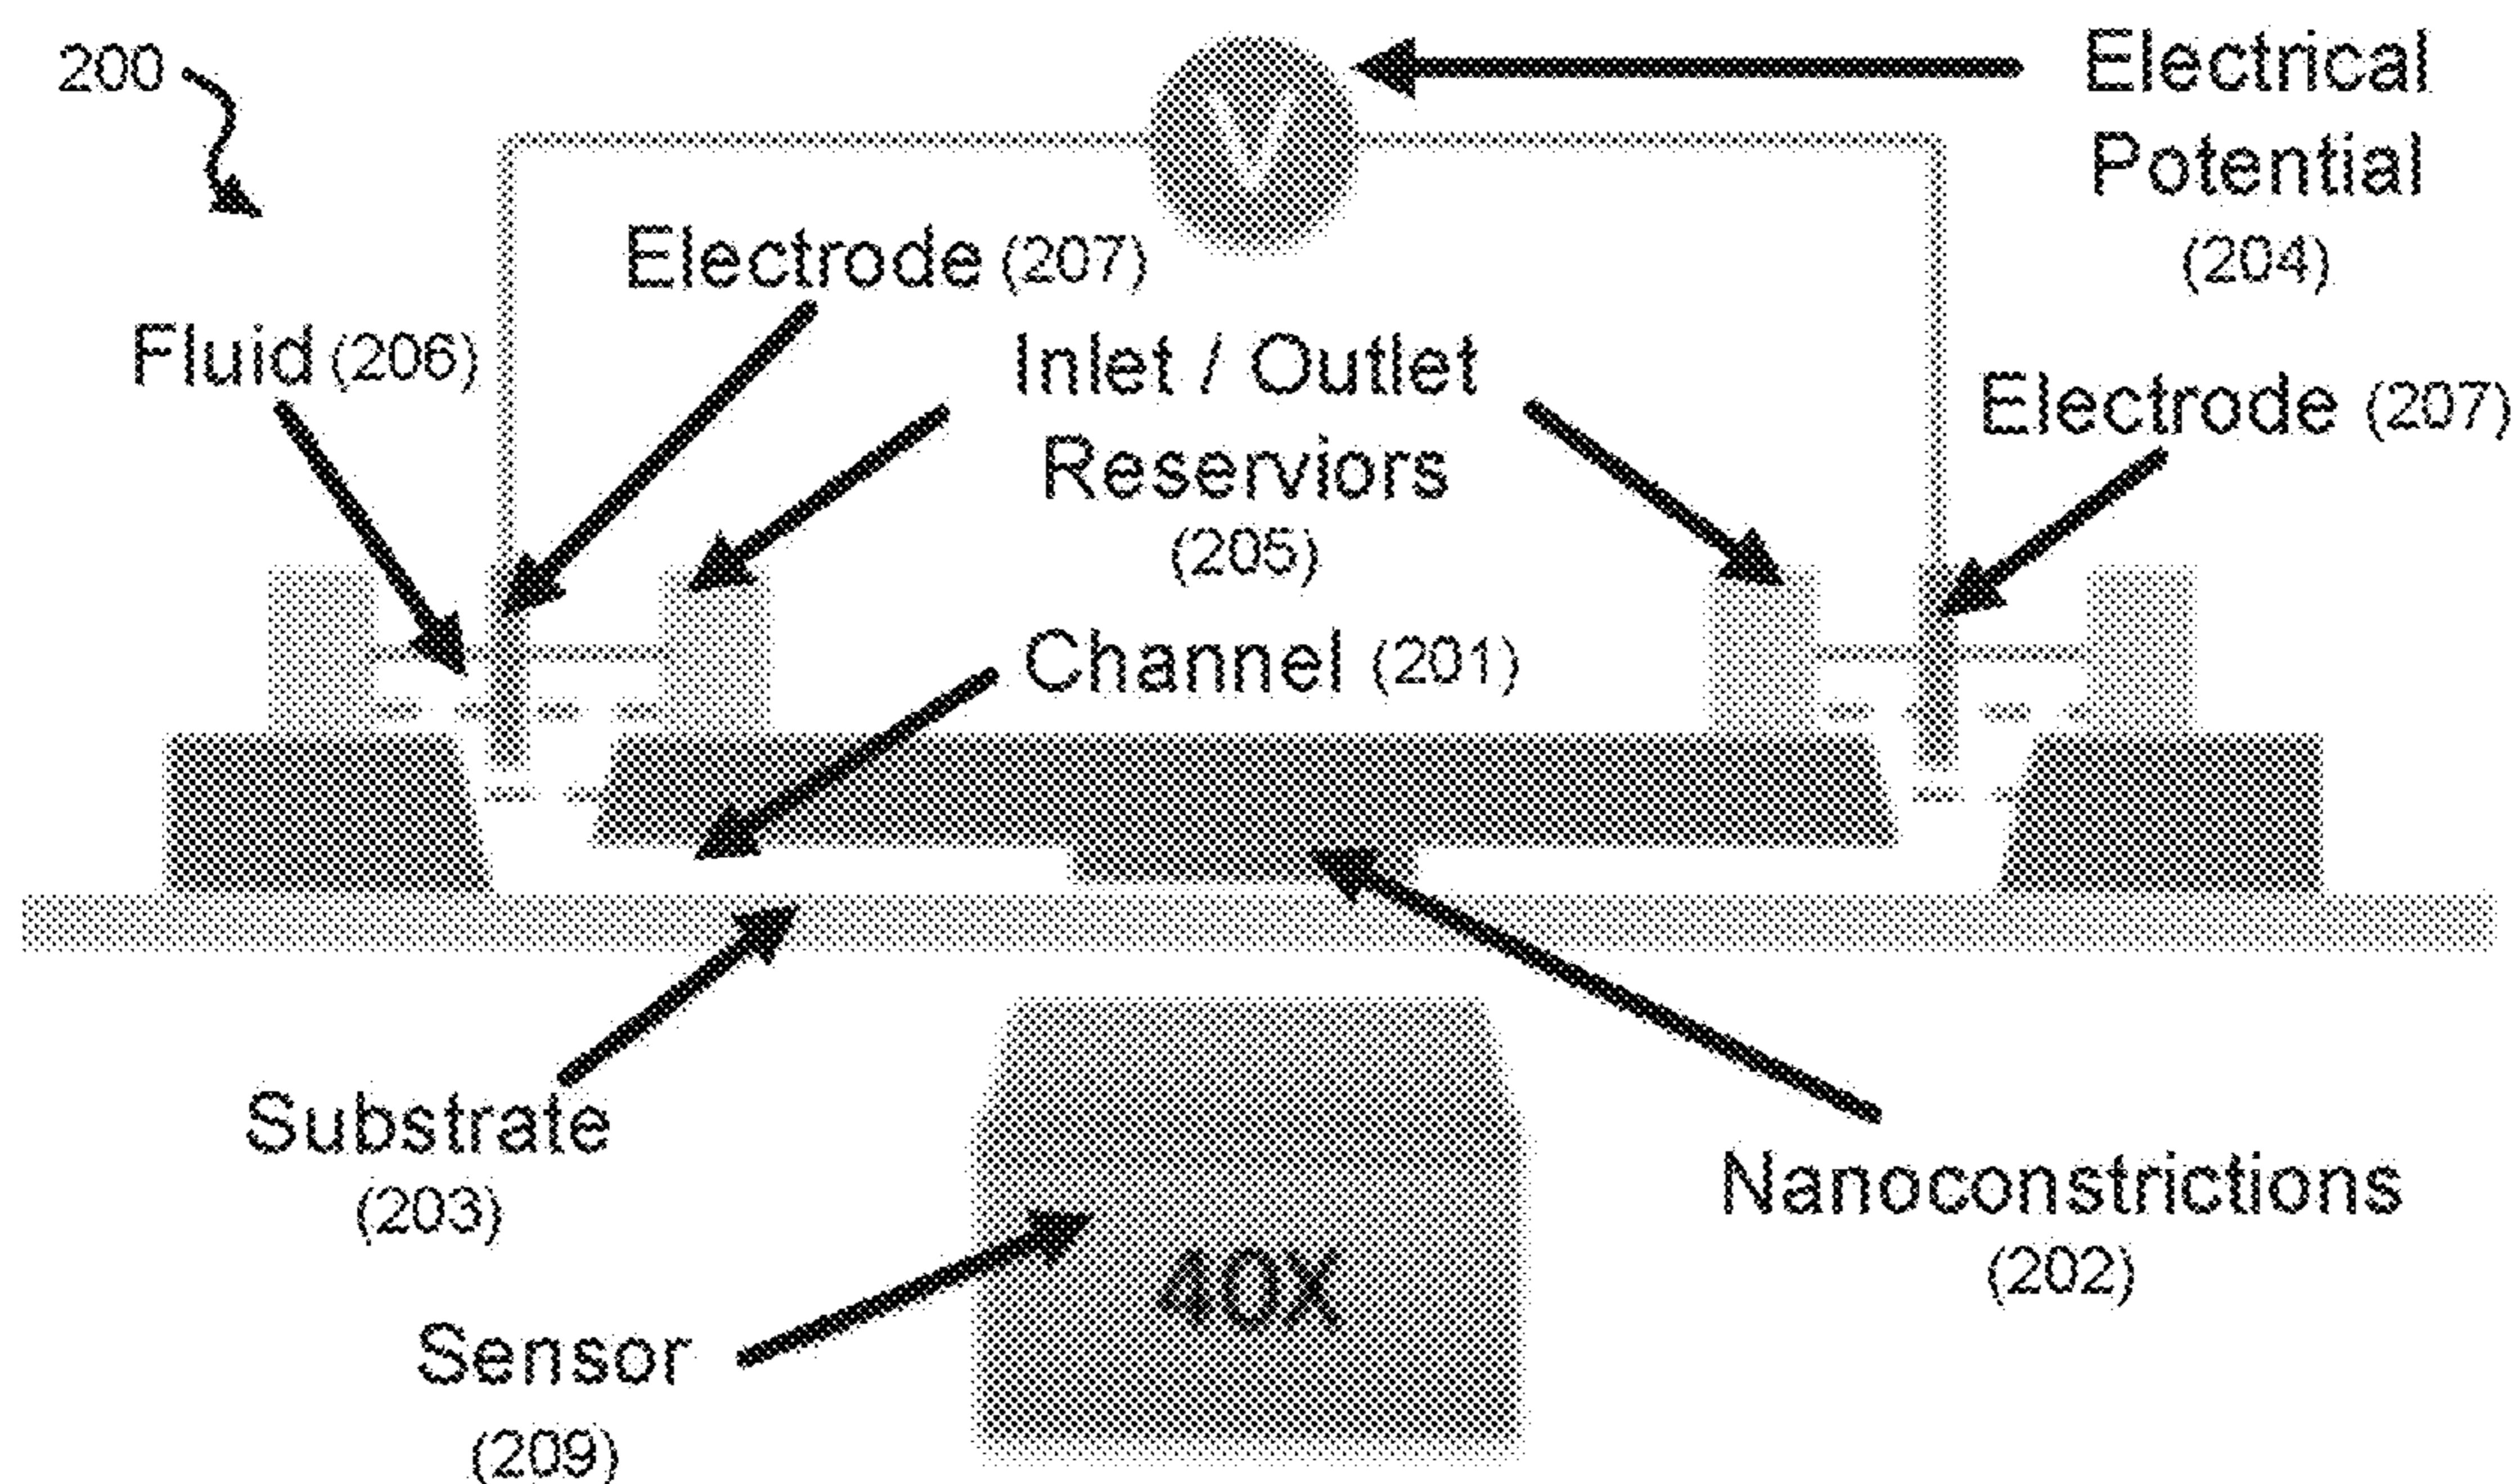 200
V
Electrical
Potential
(204)
Electrode (207)
Fluid (206)
Inlet / Outlet
Reserviors
(205)
Electrode (207)
Channel (201)
Substrate
(203)
Nanoconstrictions
(202)
40X
Sensor
(209)